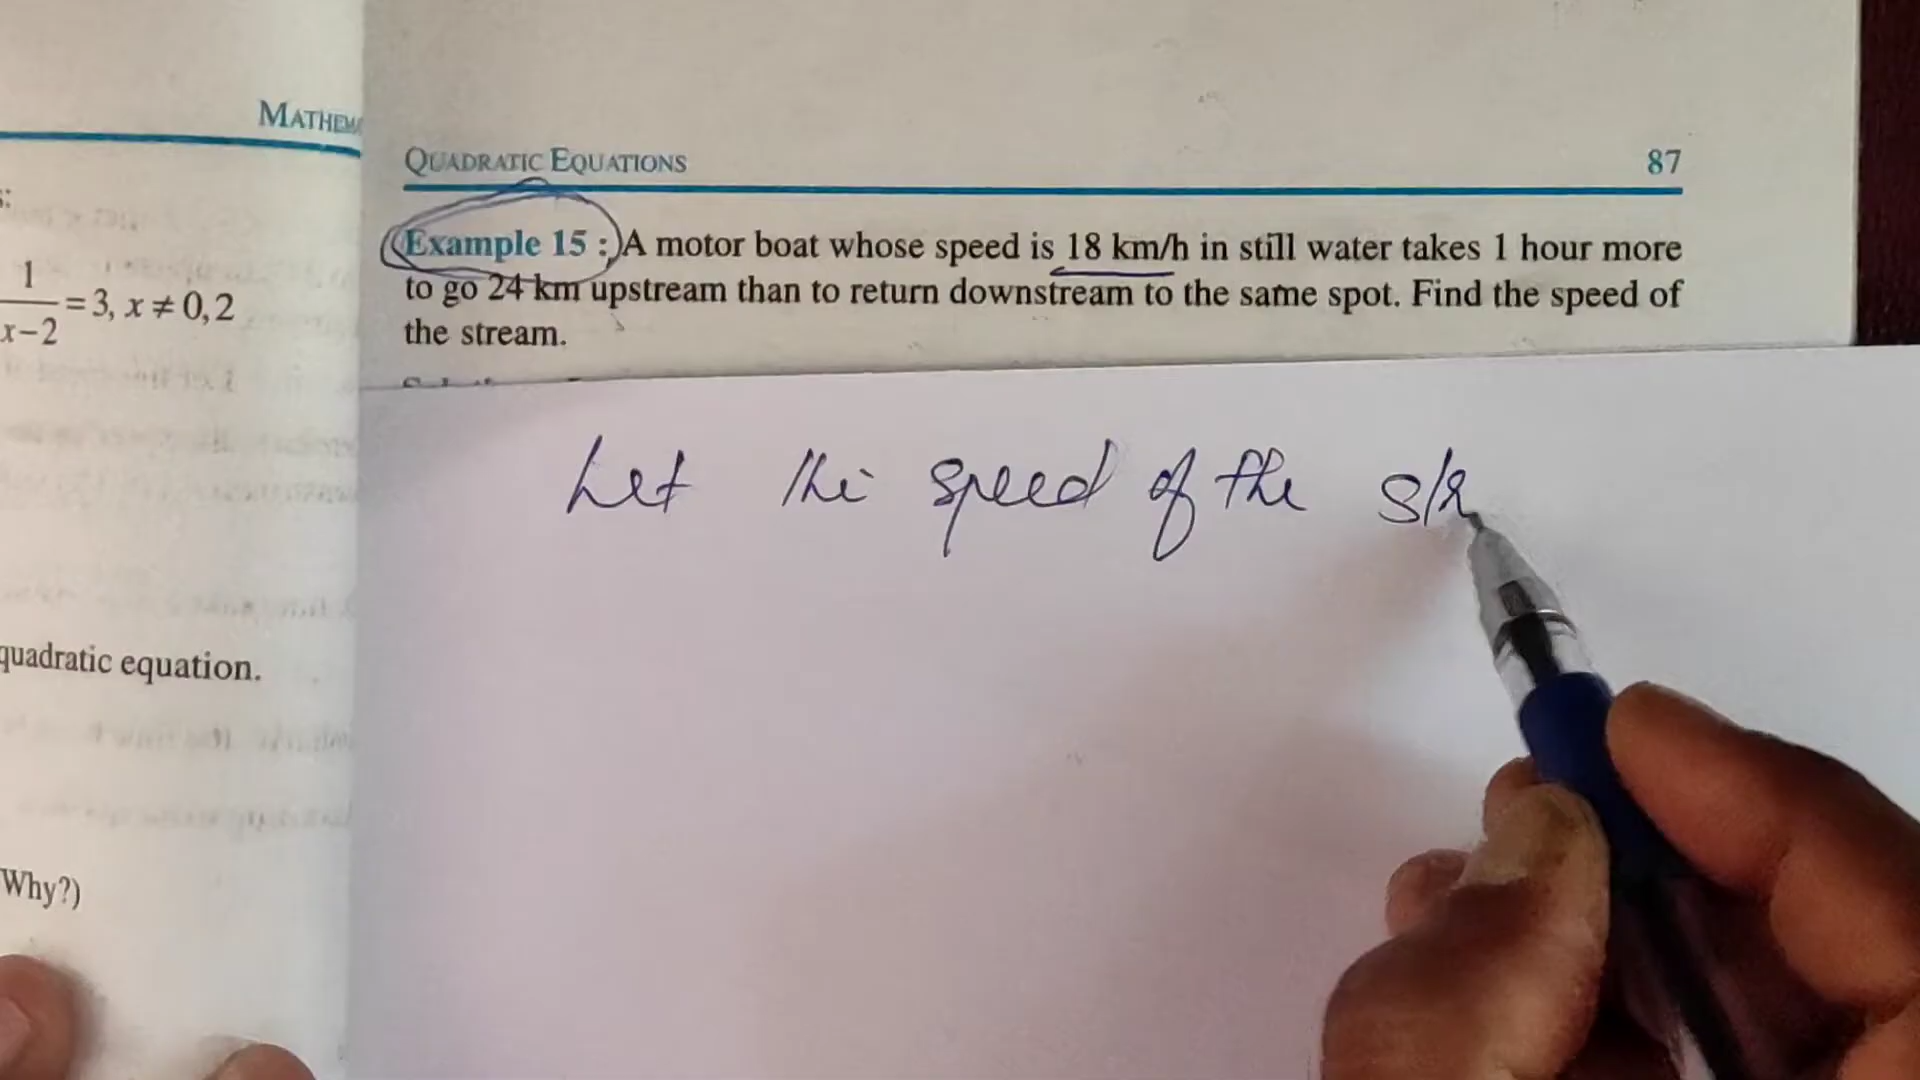 MATHEMA
1
x–2
= 3, x ≠ 0, 2
quadratic equation.
Why?)
QUADRATIC EQUATIONS 87
Example 15 : A motor boat whose speed is 18 km/h in still water takes 1 hour more
to go 24 km upstream than to return downstream to the same spot. Find the speed of
the stream.
Let the speed of the str